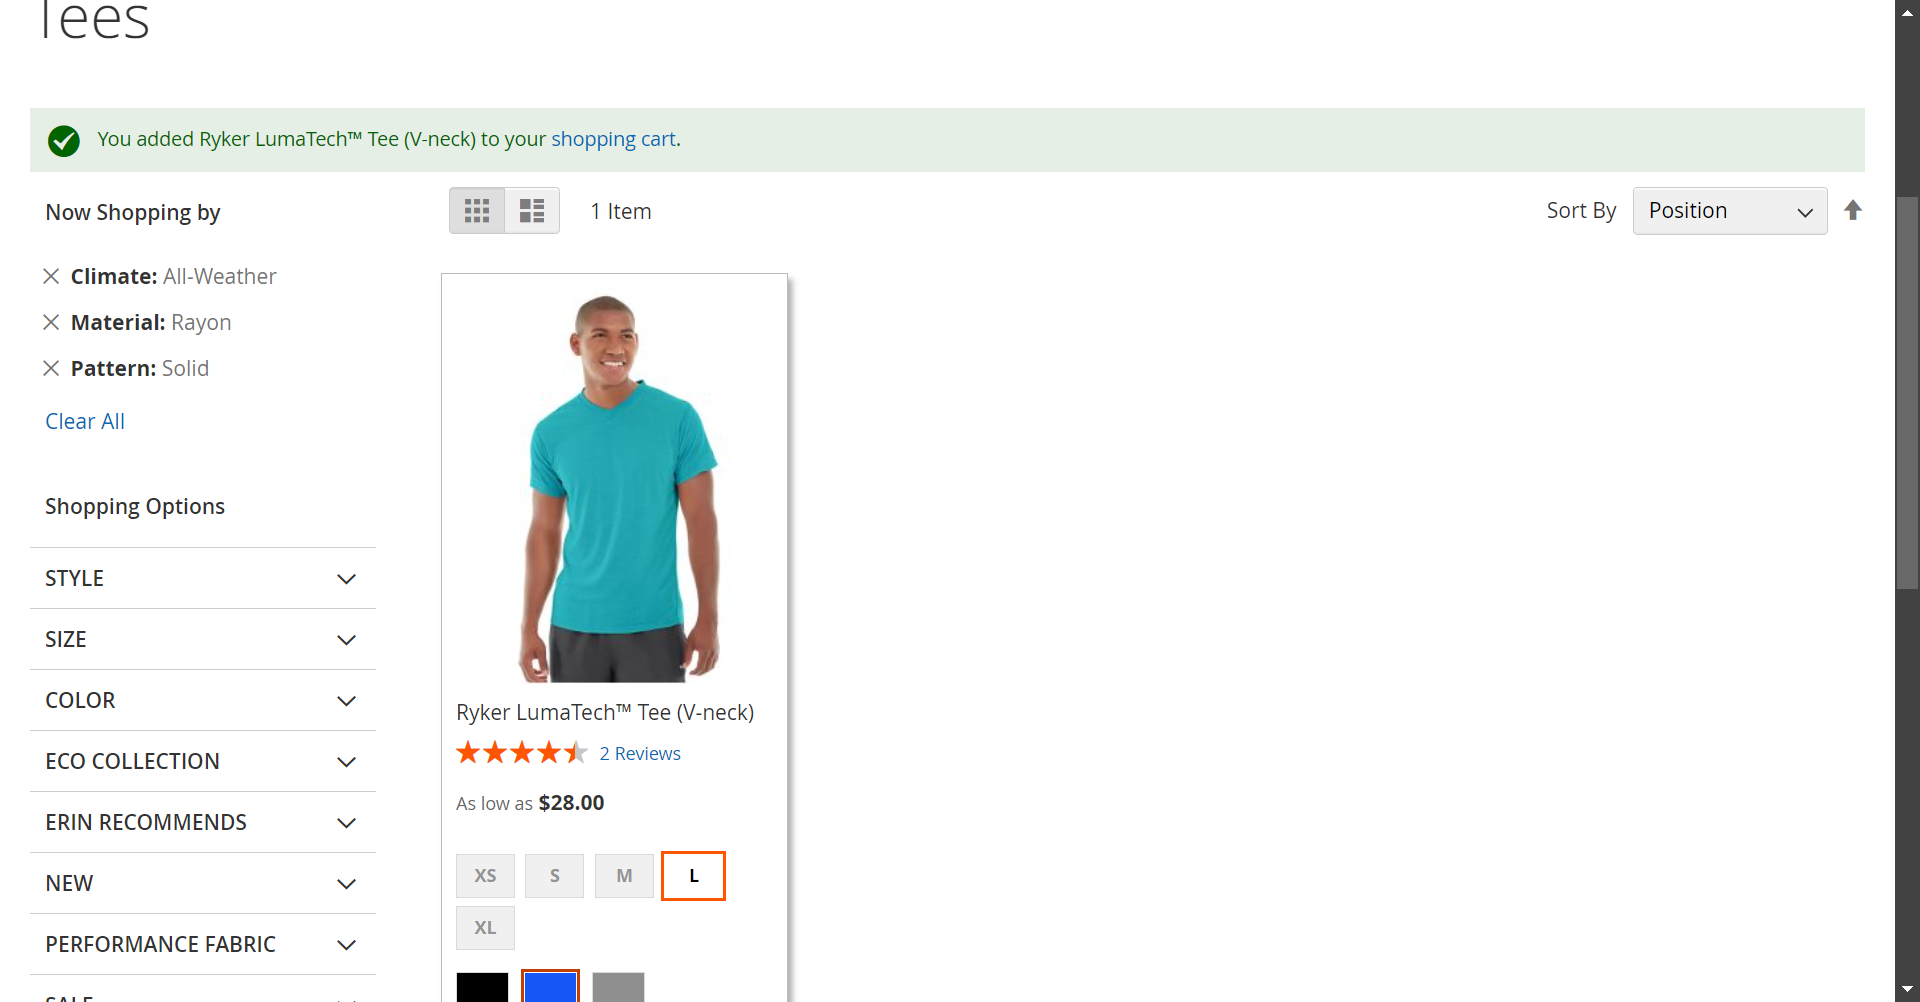 Tees
You added Ryker LumaTech™ Tee (V-neck) to your shopping cart.
Now Shopping by
Climate: All-Weather
Material: Rayon
Pattern: Solid
Clear All
Shopping Options
STYLE
SIZE
COLOR
ECO COLLECTION
ERIN RECOMMENDS
NEW
PERFORMANCE FABRIC
SALE
1 Item
Sort By Position
Ryker LumaTech™ Tee (V-neck)
2 Reviews
As low as $28.00
XS S M L
XL